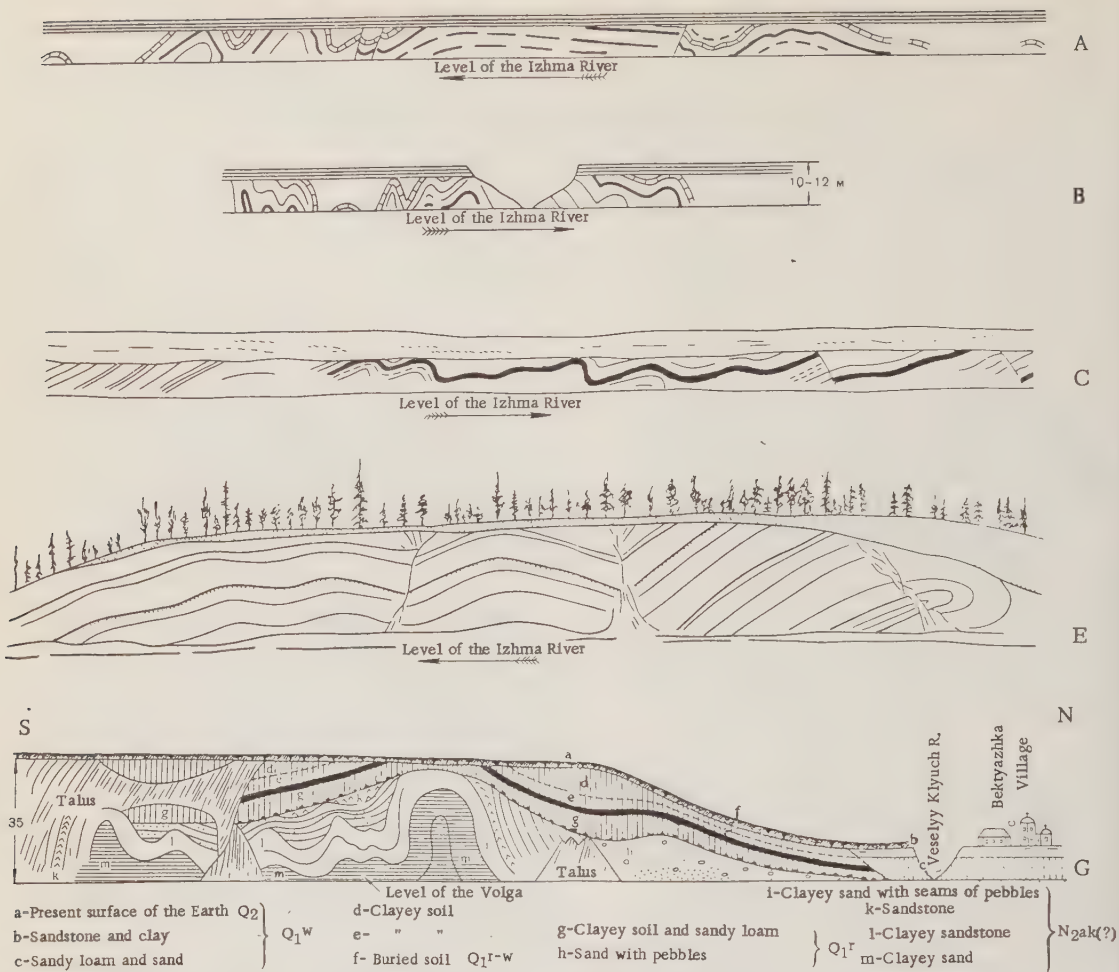 A
Level of the Izhma River
10-12 м
B
Level of the Izhma River
C
Level of the Izhma River
E
Level of the Izhma River
S
N
Veselyy Klyuch R.
Bektyazhka Village
a
d
e
f
b
c
g
Talus
35
k
m
l
g
d
e
g
h
l
m
m
i
h
Talus
G
Level of the Volga
a-Present surface of the Earth Q2
b-Sandstone and clay
c-Sandy loam and sand
Q1w
d-Clayey soil
e- " "
f- Buried soil Q1r-w
g-Clayey soil and sandy loam
h-Sand with pebbles
Q1r
i-Clayey sand with seams of pebbles
k-Sandstone
l-Clayey sandstone
m-Clayey sand
N2ak(?)